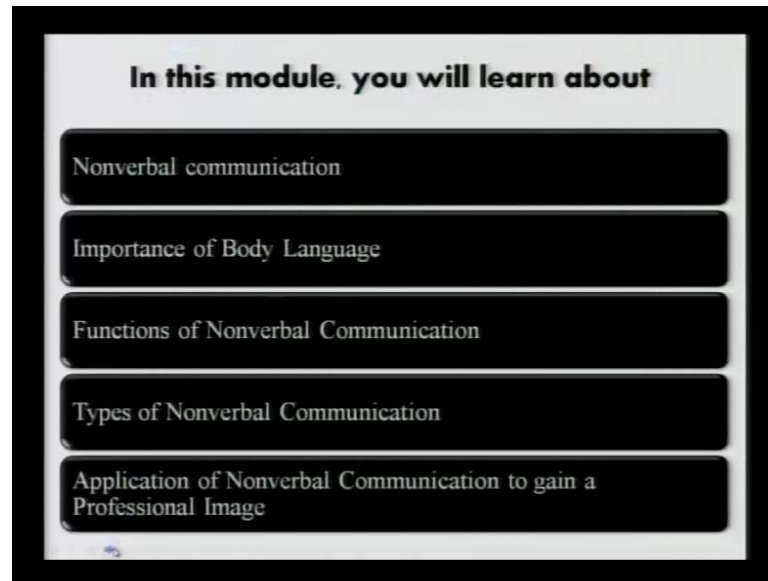 In this module, you will learn about
Nonverbal communication
Importance of Body Language
Functions of Nonverbal Communication
Types of Nonverbal Communication
Application of Nonverbal Communication to gain a
Professional Image